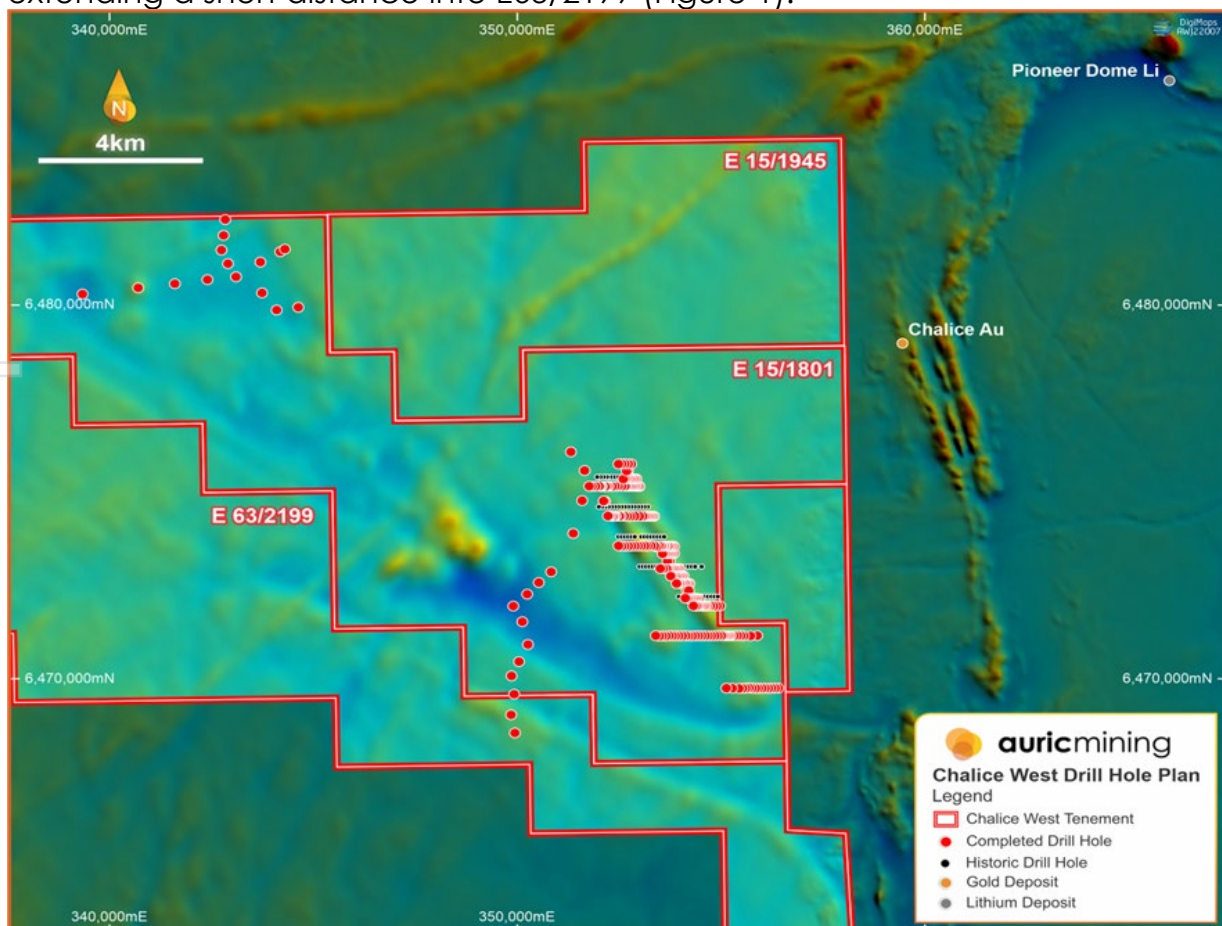 extending a short distance into E63/2199 (Figure 1).
340,000mE
350,000mE
360,000mE
DigiMaps
AWJ22007
Pioneer Dome Li
N
4km
E 15/1945
6,480,000mN
6,480,000mN
Chalice Au
E 15/1801
E 63/2199
6,470,000mN
6,470,000mN
auricmining
Chalice West Drill Hole Plan
Legend
Chalice West Tenement
Completed Drill Hole
Historic Drill Hole
Gold Deposit
Lithium Deposit
340,000mE
350,000mE